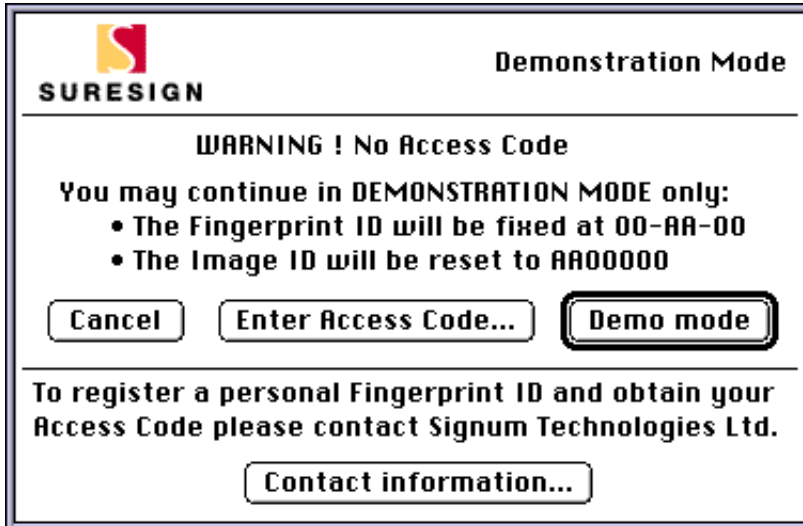 SURESIGN
Demonstration Mode
WARNING ! No Access Code
You may continue in DEMONSTRATION MODE only:
• The Fingerprint ID will be fixed at 00-AA-00
• The Image ID will be reset to AA00000
Cancel
Enter Access Code...
Demo mode
To register a personal Fingerprint ID and obtain your
Access Code please contact Signum Technologies Ltd.
Contact information...